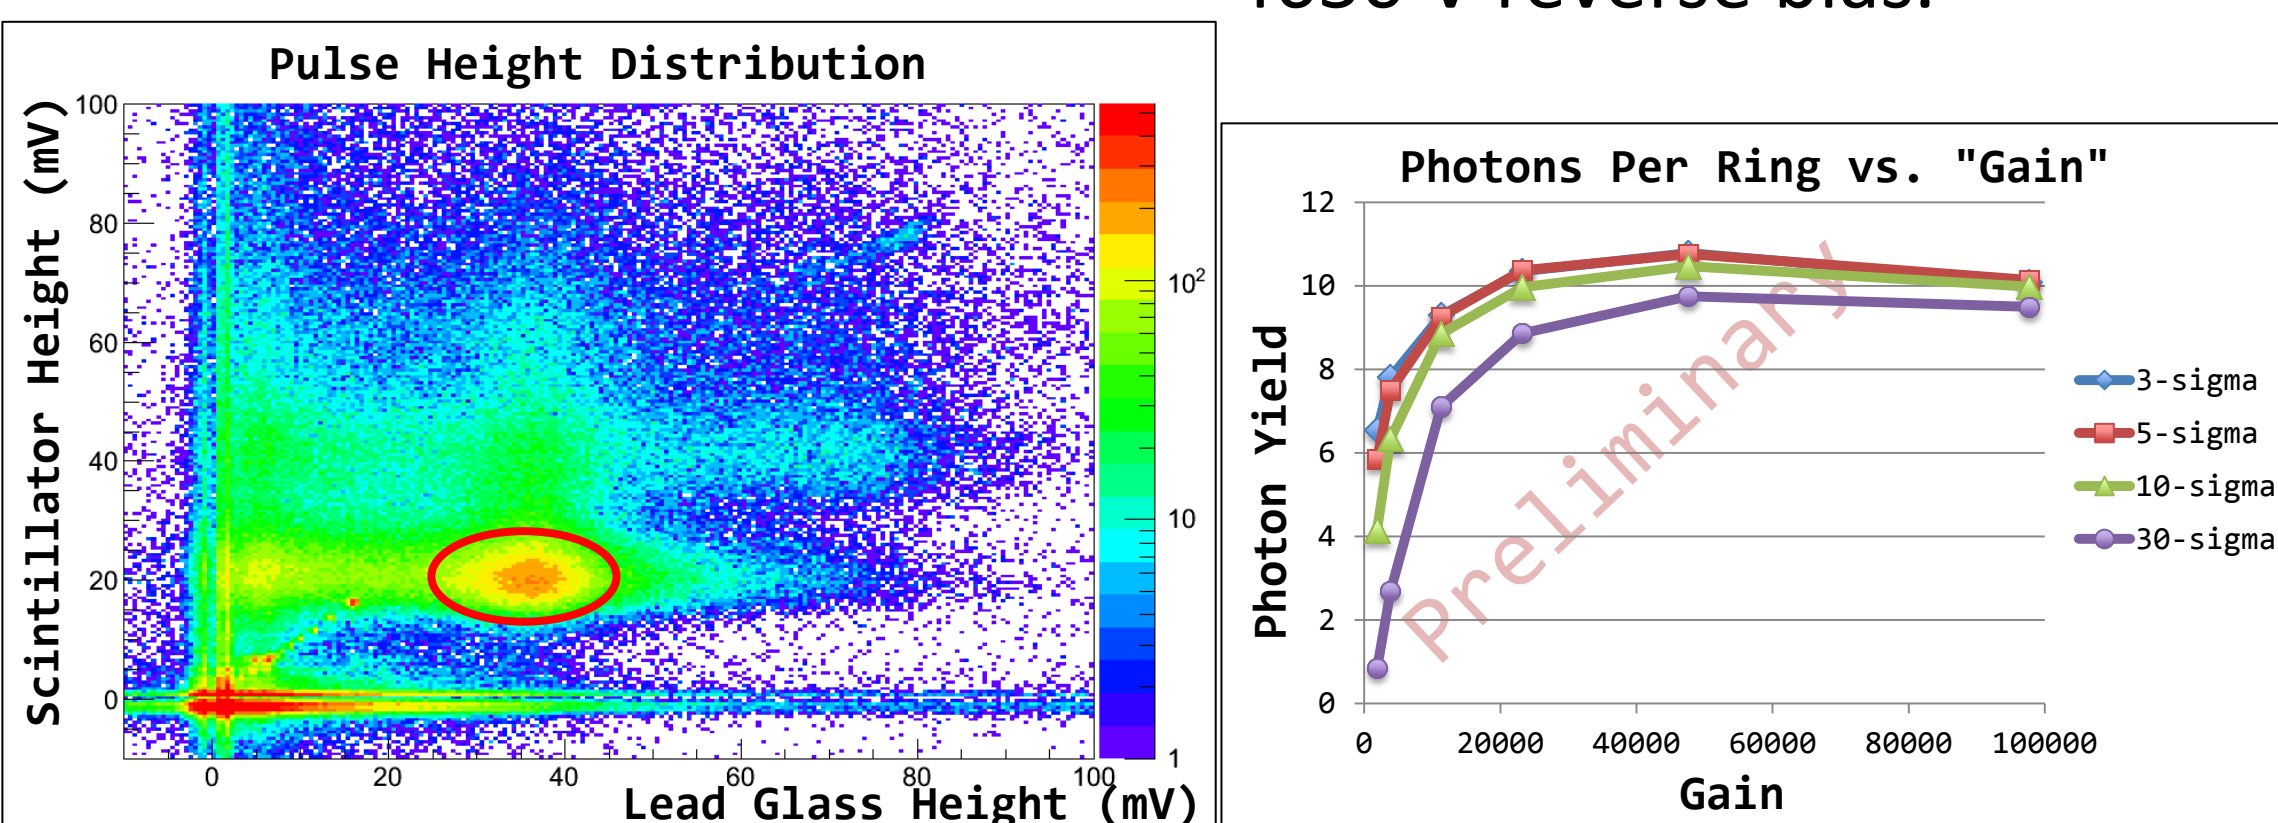 Pulse Height Distribution
Scintillator Height (mV)
100
80
60
40
20
0
0 20 40 60 80 100
Lead Glass Height (mV)
10²
10
1
Photons Per Ring vs. "Gain"
Photon Yield
12
10
8
6
4
2
0
0 20000 40000 60000 80000 100000
Gain
Preliminary
3-sigma
5-sigma
10-sigma
30-sigma